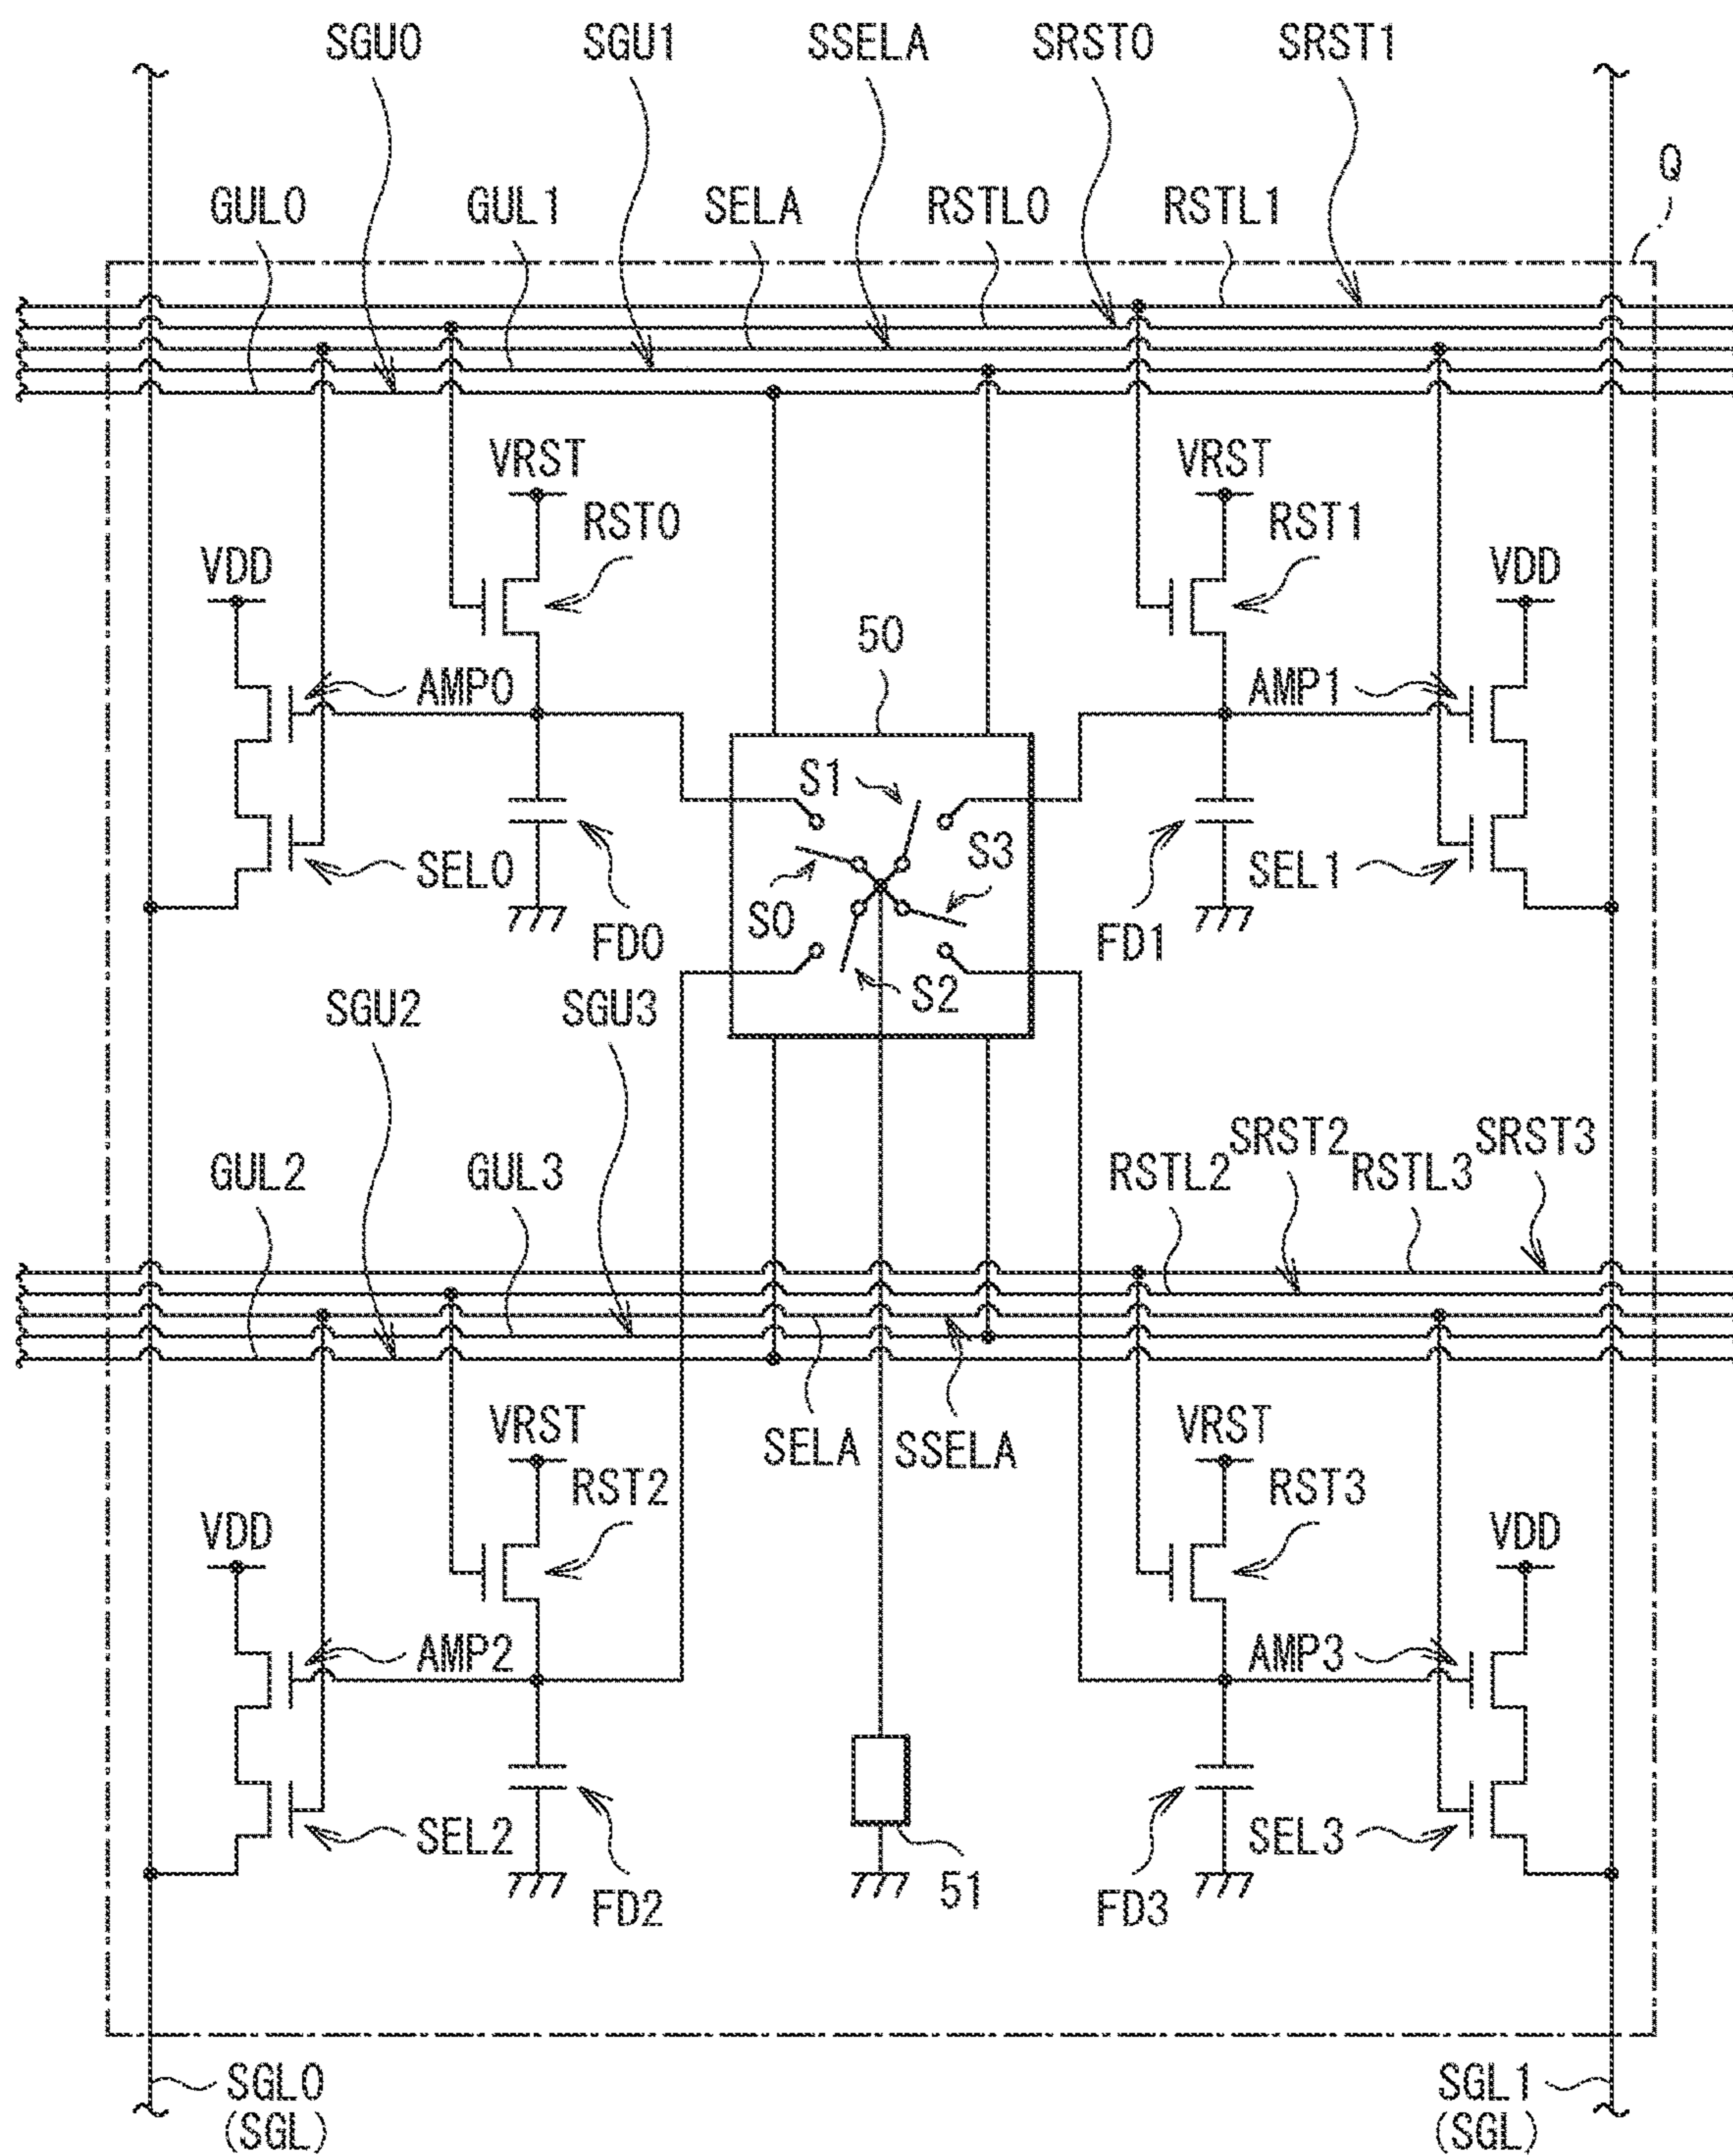 SGU0 SGU1 SSELA SRST0 SRST1
Q
GUL0 GUL1 SELA RSTL0 RSTL1
VRST VRST
RST0 RST1
VDD VDD
50
AMP0 AMP1
S1
S3
SEL0 SEL1
S0
FD0 FD1
S2
SGU2 SGU3
SRST2 SRST3
GUL2 GUL3 RSTL2 RSTL3
VRST SELA SSELA VRST
RST2 RST3
VDD VDD
AMP2 AMP3
SEL2 SEL3
FD2 51 FD3
SGL0 SGL1
(SGL) (SGL)